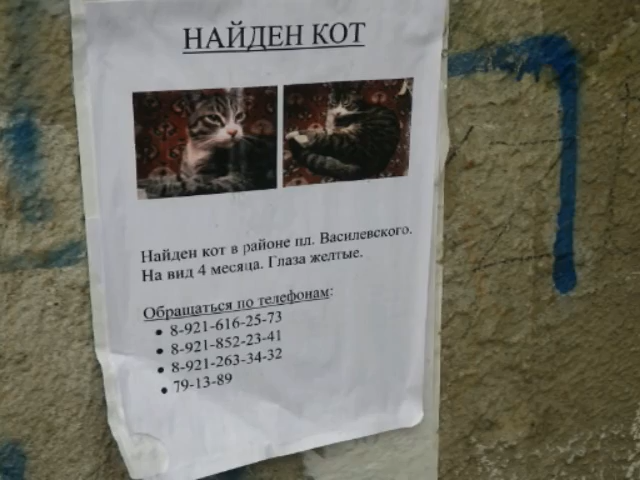 НАЙДЕН КОТ
Найден кот в районе пл. Василевского.
На вид 4 месяца. Глаза желтые.
Обращаться по телефонам:
• 8-921-616-25-73
• 8-921-852-23-41
• 8-921-263-34-32
• 79-13-89